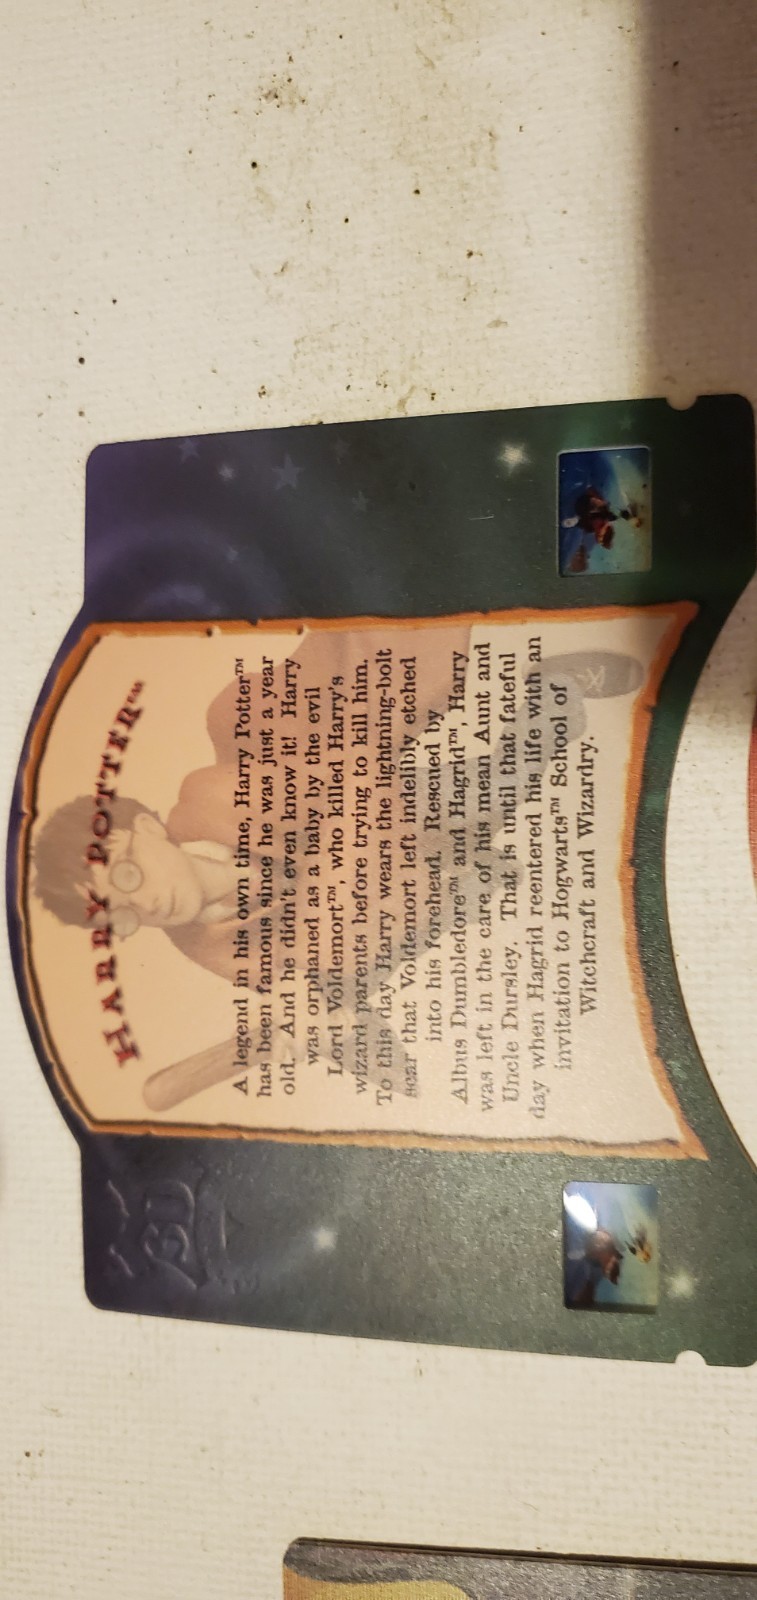 HARRY POTTER™
A legend in his own time, Harry Potter™
has been famous since he was just a year
old. And he didn't even know it! Harry
was orphaned as a baby by the evil
Lord Voldemort™, who killed Harry's
wizard parents before trying to kill him.
To this day Harry wears the lightning-bolt
scar that Voldemort left indelibly etched
into his forehead. Rescued by
Albus Dumbledore™ and Hagrid™, Harry
was left in the care of his mean Aunt and
Uncle Dursley. That is until that fateful
day when Hagrid reentered his life with an
invitation to Hogwarts™ School of
Witchcraft and Wizardry.
3D